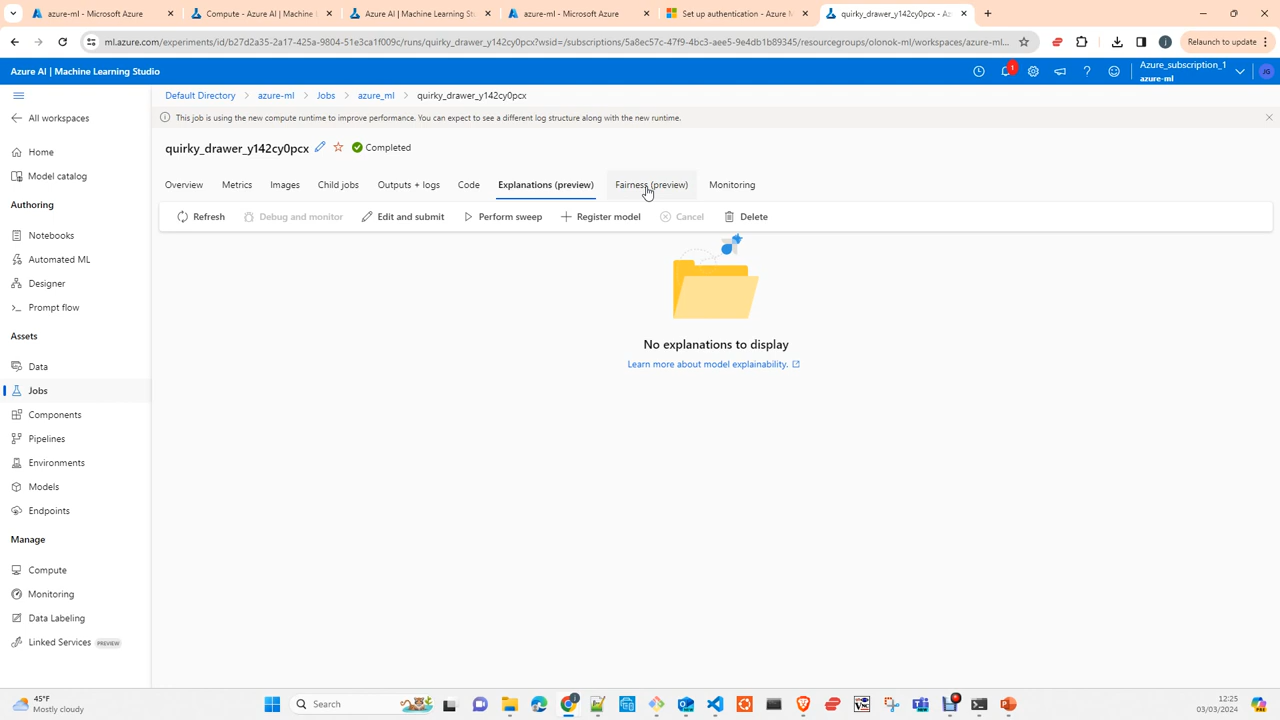 azure-ml - Microsoft Azure
Compute - Azure AI | Machine L
Azure AI | Machine Learning Stu
azure-ml - Microsoft Azure
Set up authentication - Azure M
quirky_drawer_y142cy0pcx - Az
ml.azure.com/experiments/id/b27d2a35-2a17-425a-9804-51e3ca1f009c/runs/quirky_drawer_y142cy0pcx?wsid=/subscriptions/5a8ec57c-47f9-4bc3-aee5-9e4db1b89345/resourcegroups/olonok-ml/workspaces/azure-ml...
Relaunch to update
Azure AI | Machine Learning Studio
1
Azure_subscription_1
azure-ml
JG
All workspaces
Home
Model catalog
Authoring
Notebooks
Automated ML
Designer
Prompt flow
Assets
Data
Jobs
Components
Pipelines
Environments
Models
Endpoints
Manage
Compute
Monitoring
Data Labeling
Linked Services PREVIEW
Default Directory > azure-ml > Jobs > azure_ml > quirky_drawer_y142cy0pcx
This job is using the new compute runtime to improve performance. You can expect to see a different log structure along with the new runtime.
quirky_drawer_y142cy0pcx Completed
Overview Metrics Images Child jobs Outputs + logs Code Explanations (preview) Fairness (preview) Monitoring
Refresh Debug and monitor Edit and submit Perform sweep Register model Cancel Delete
No explanations to display
Learn more about model explainability.
45°F
Mostly cloudy
Search
12:25
03/03/2024